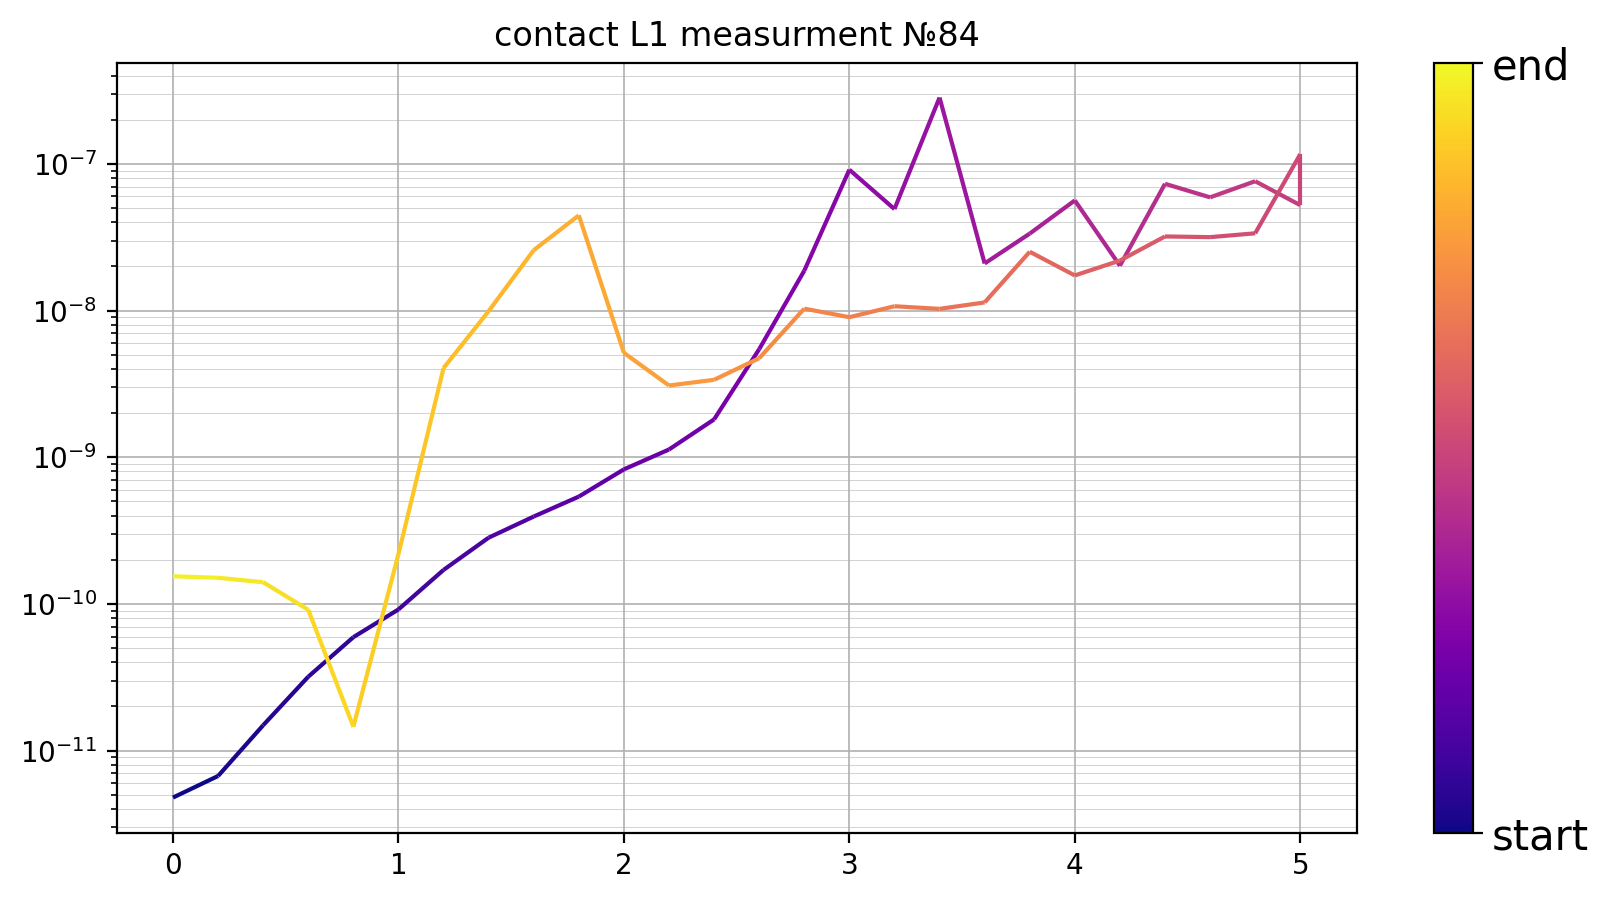 contact L1 measurment №84
10⁻⁷
10⁻⁸
10⁻⁹
10⁻¹⁰
10⁻¹¹
0 1 2 3 4 5
end
start